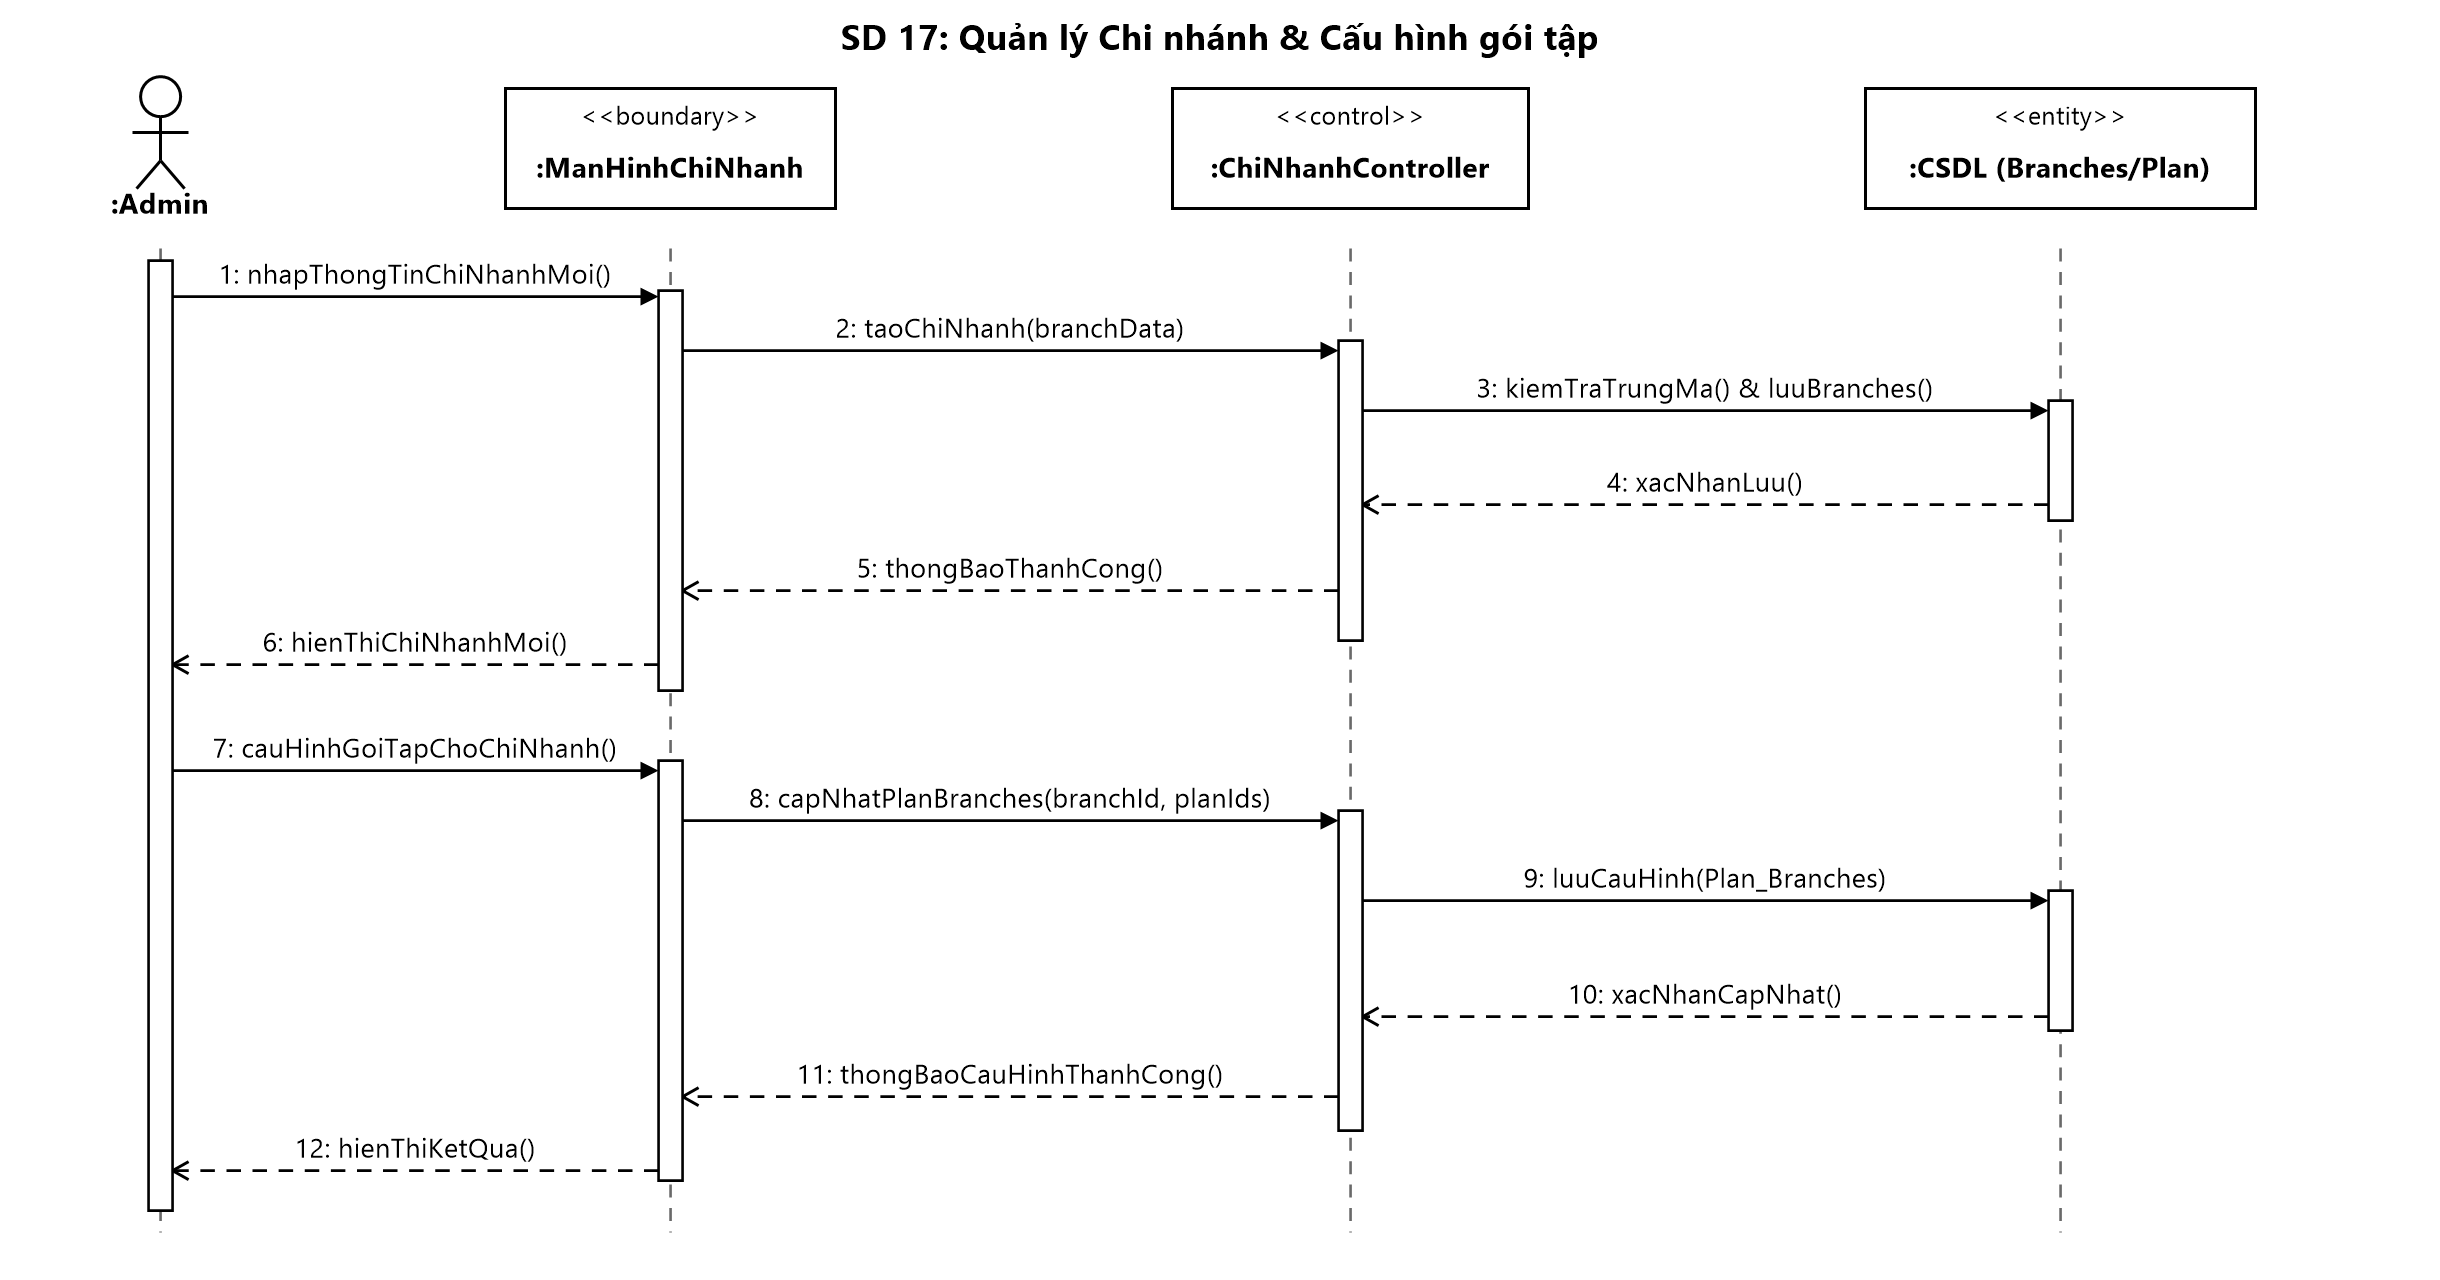 SD 17: Quản lý Chi nhánh & Cấu hình gói tập
:Admin
<<boundary>>
:ManHinhChiNhanh
<<control>>
:ChiNhanhController
<<entity>>
:CSDL (Branches/Plan)
1: nhapThongTinChiNhanhMoi()
2: taoChiNhanh(branchData)
3: kiemTraTrungMa() & luuBranches()
4: xacNhanLuu()
5: thongBaoThanhCong()
6: hienThiChiNhanhMoi()
7: cauHinhGoiTapChoChiNhanh()
8: capNhatPlanBranches(branchId, planIds)
9: luuCauHinh(Plan_Branches)
10: xacNhanCapNhat()
11: thongBaoCauHinhThanhCong()
12: hienThiKetQua()